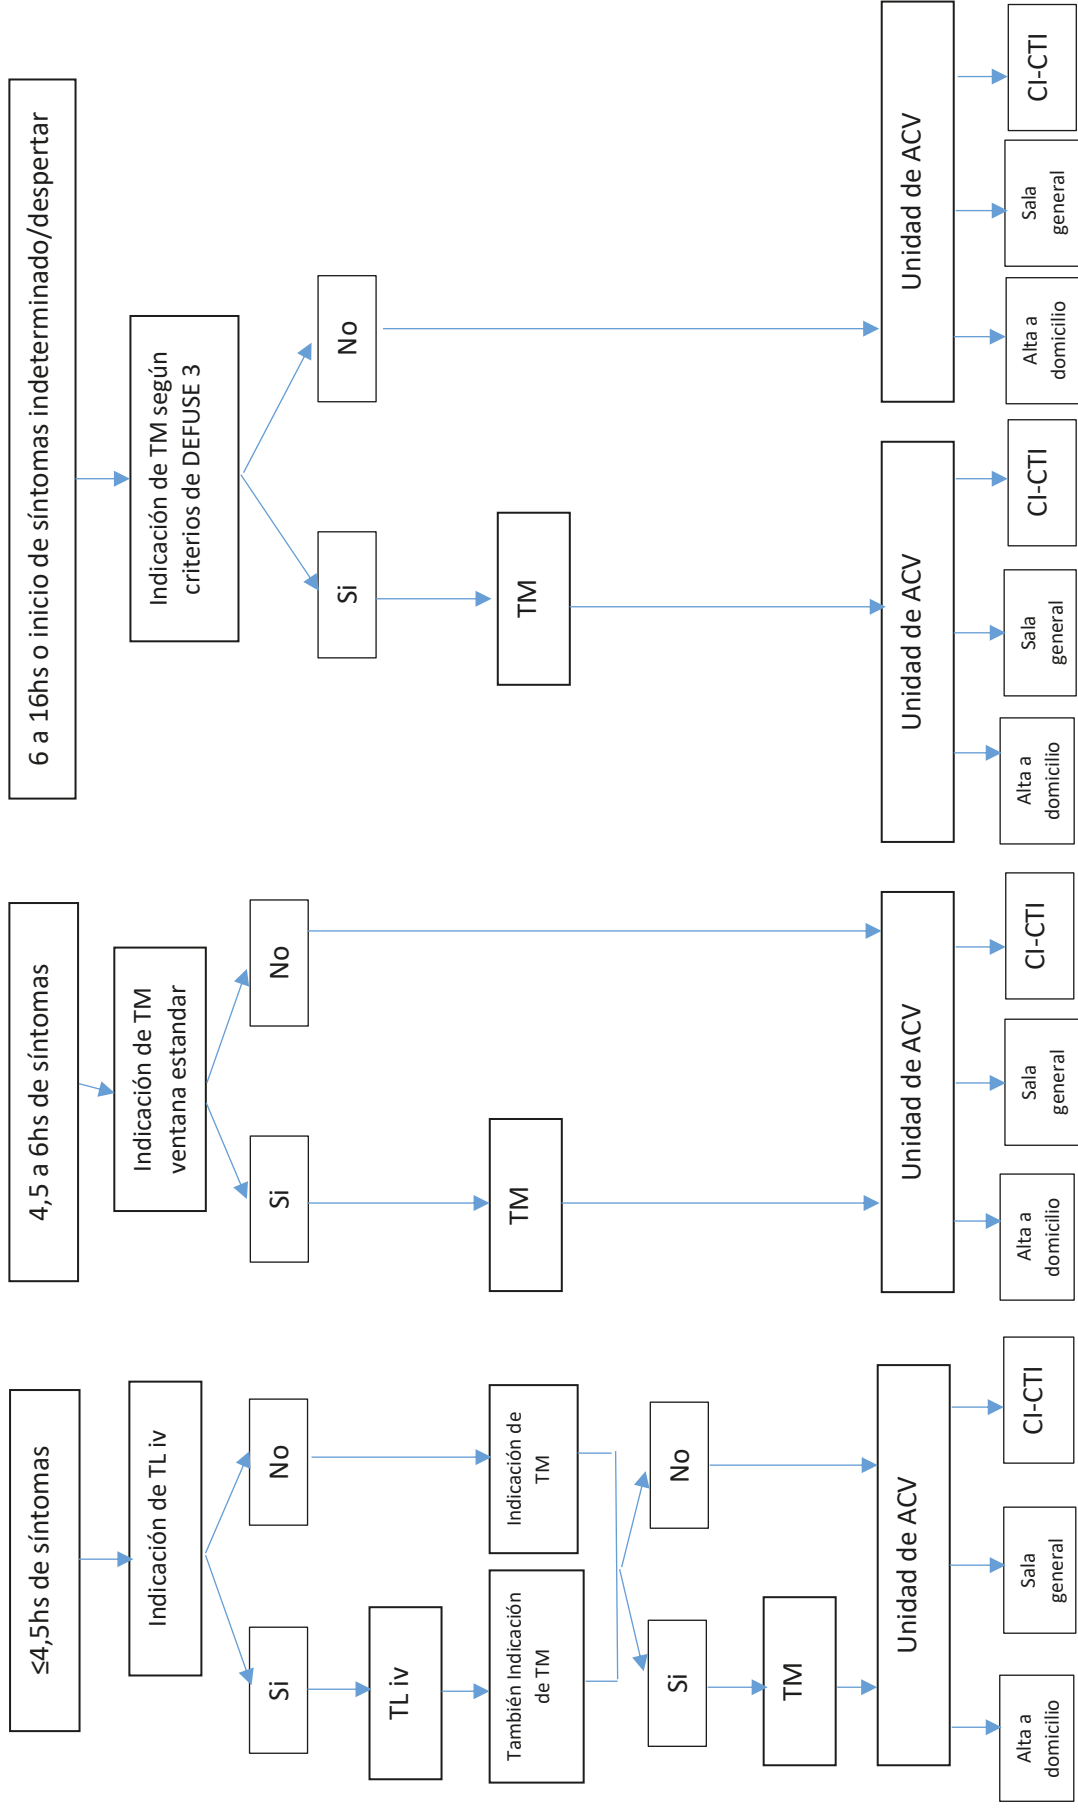 ≤4,5hs de síntomas
Indicación de TL iv
Si
No
TL iv
También Indicación
de TM
Indicación de
TM
Si
No
TM
Unidad de ACV
Alta a
domicilio
Sala
general
CI-CTI
4,5 a 6hs de síntomas
Indicación de TM
ventana estandar
Si
No
TM
Unidad de ACV
Alta a
domicilio
Sala
general
CI-CTI
6 a 16hs o inicio de síntomas indeterminado/despertar
Indicación de TM según
criterios de DEFUSE 3
Si
No
TM
Unidad de ACV
Alta a
domicilio
Sala
general
CI-CTI
Unidad de ACV
Alta a
domicilio
Sala
general
CI-CTI